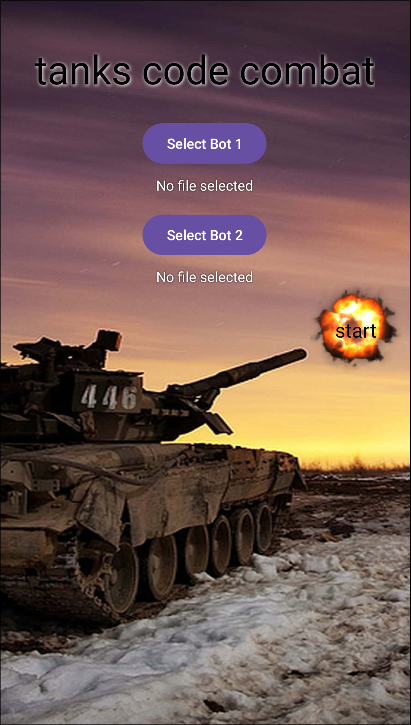 tanks code combat
Select Bot 1
No file selected
Select Bot 2
No file selected
start
446